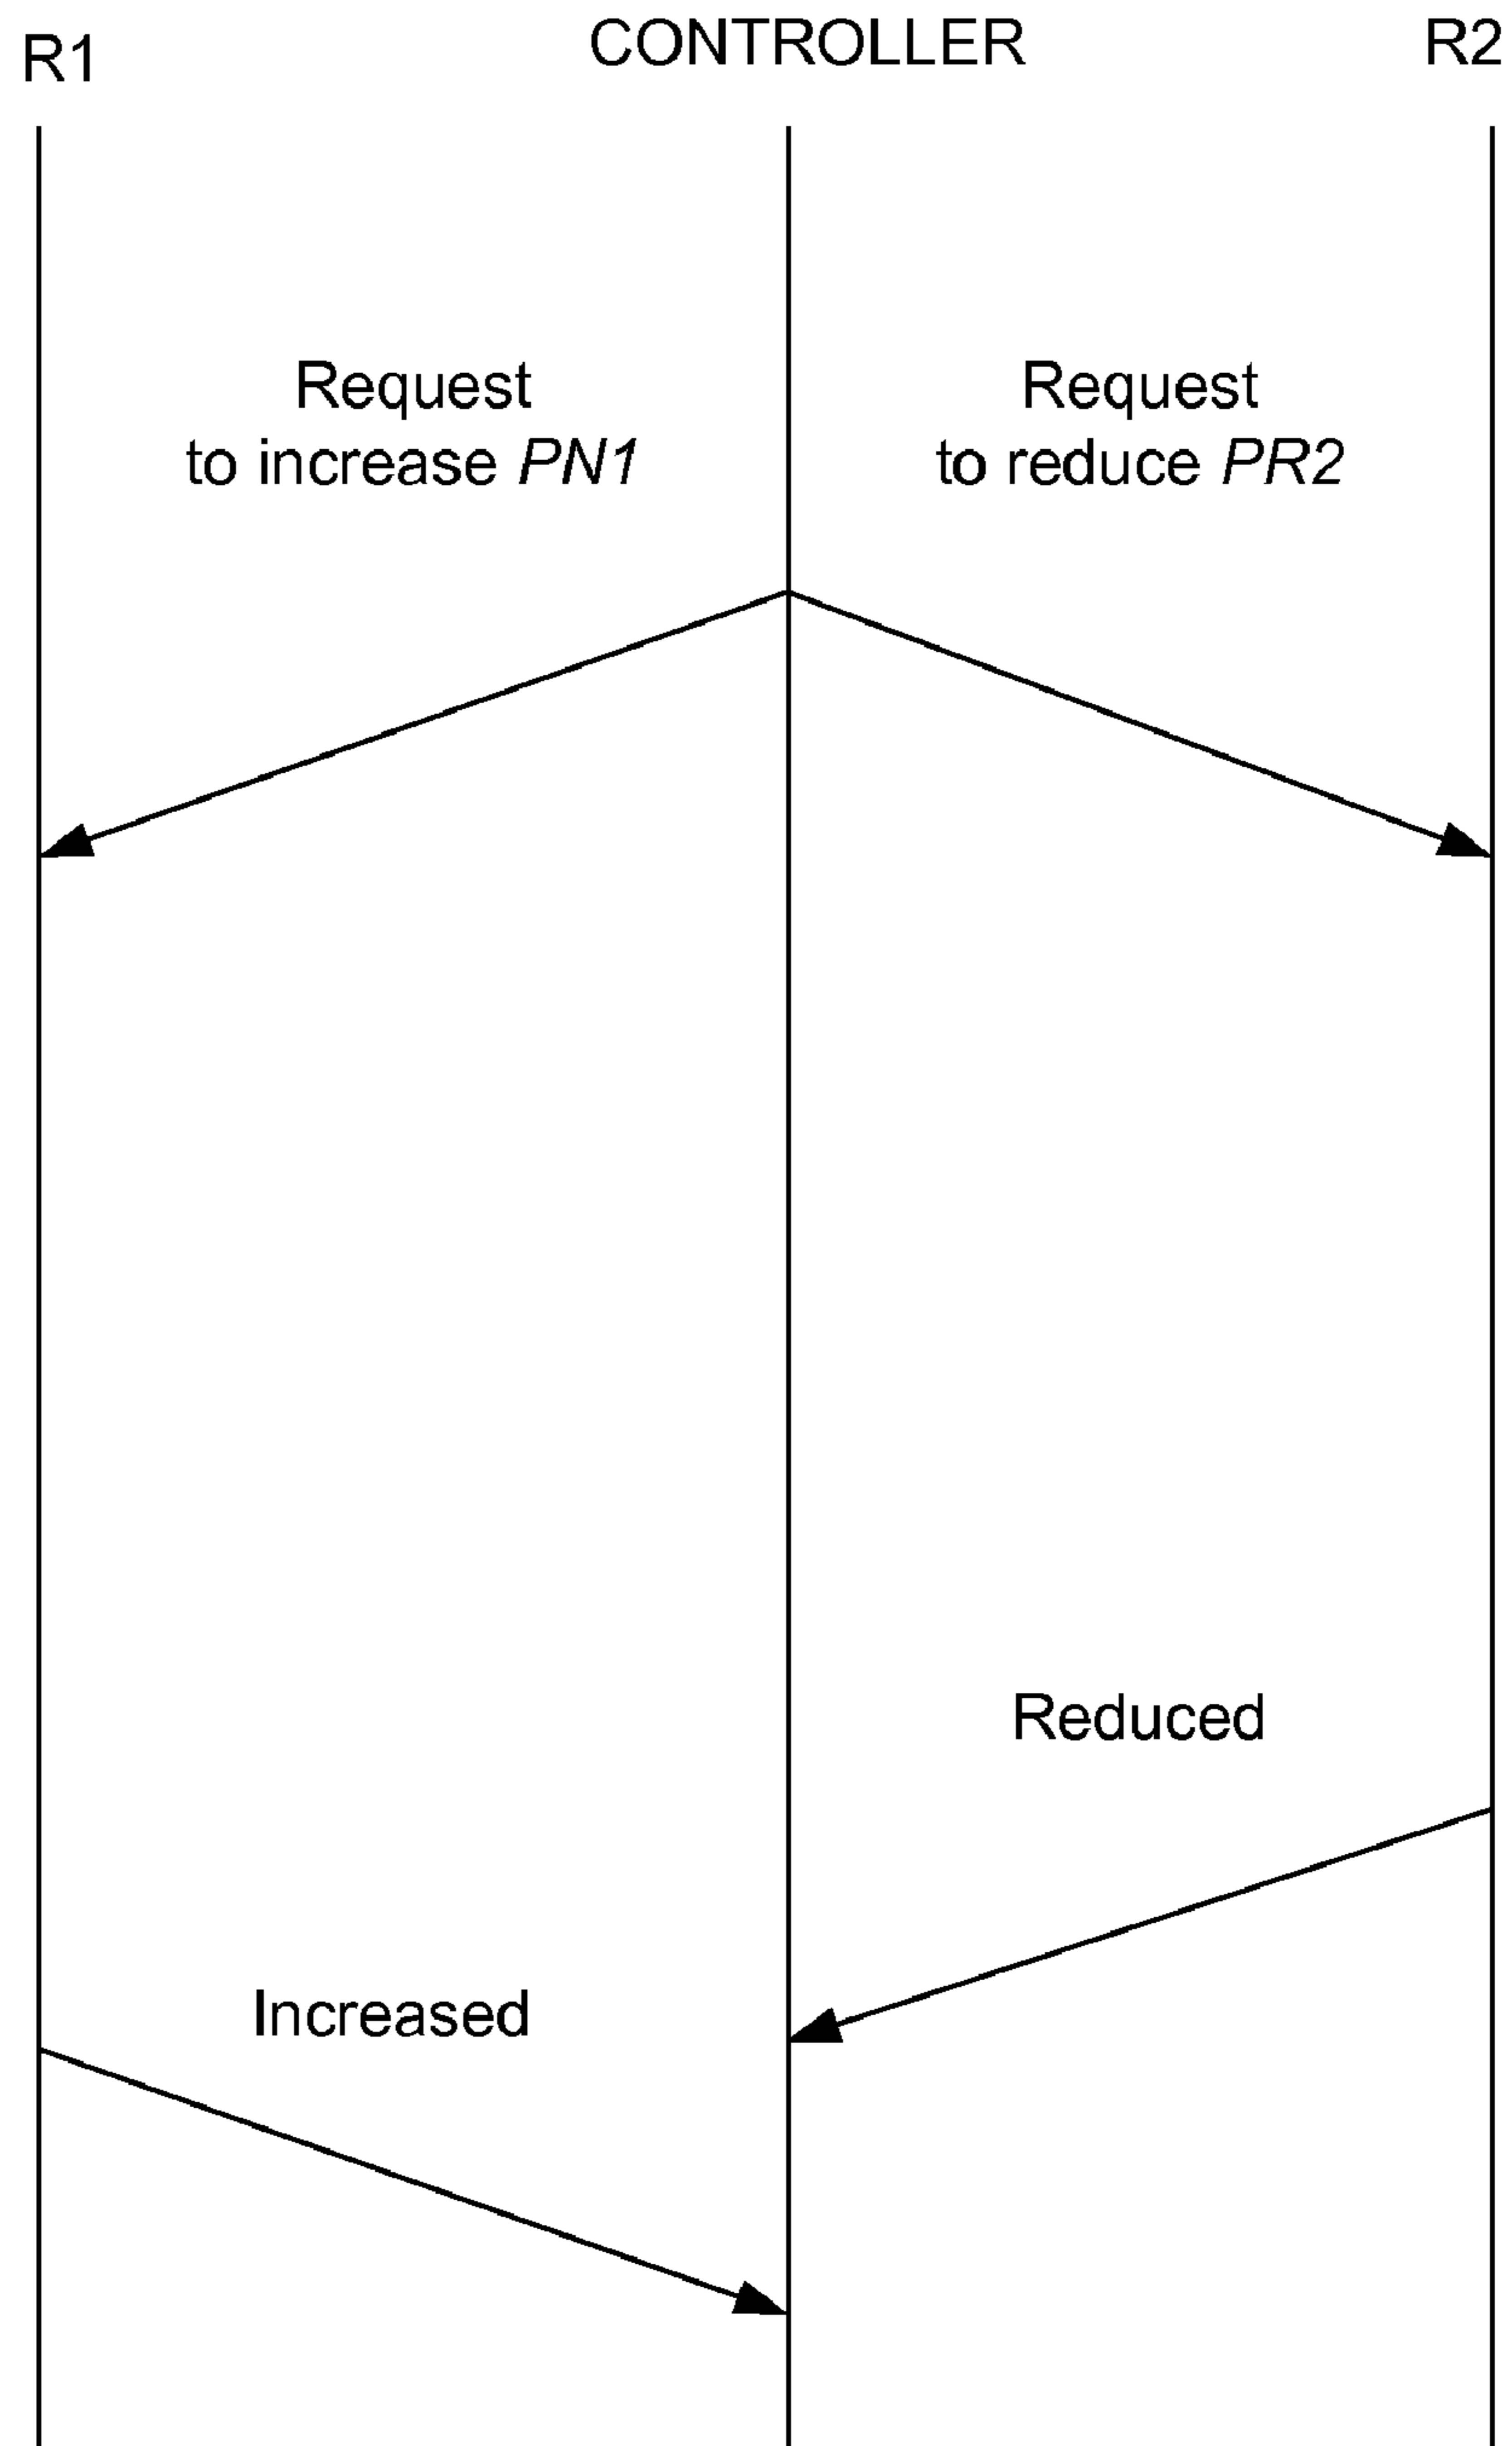 R1
CONTROLLER
R2
Request
to increase PN1
Request
to reduce PR2
Reduced
Increased